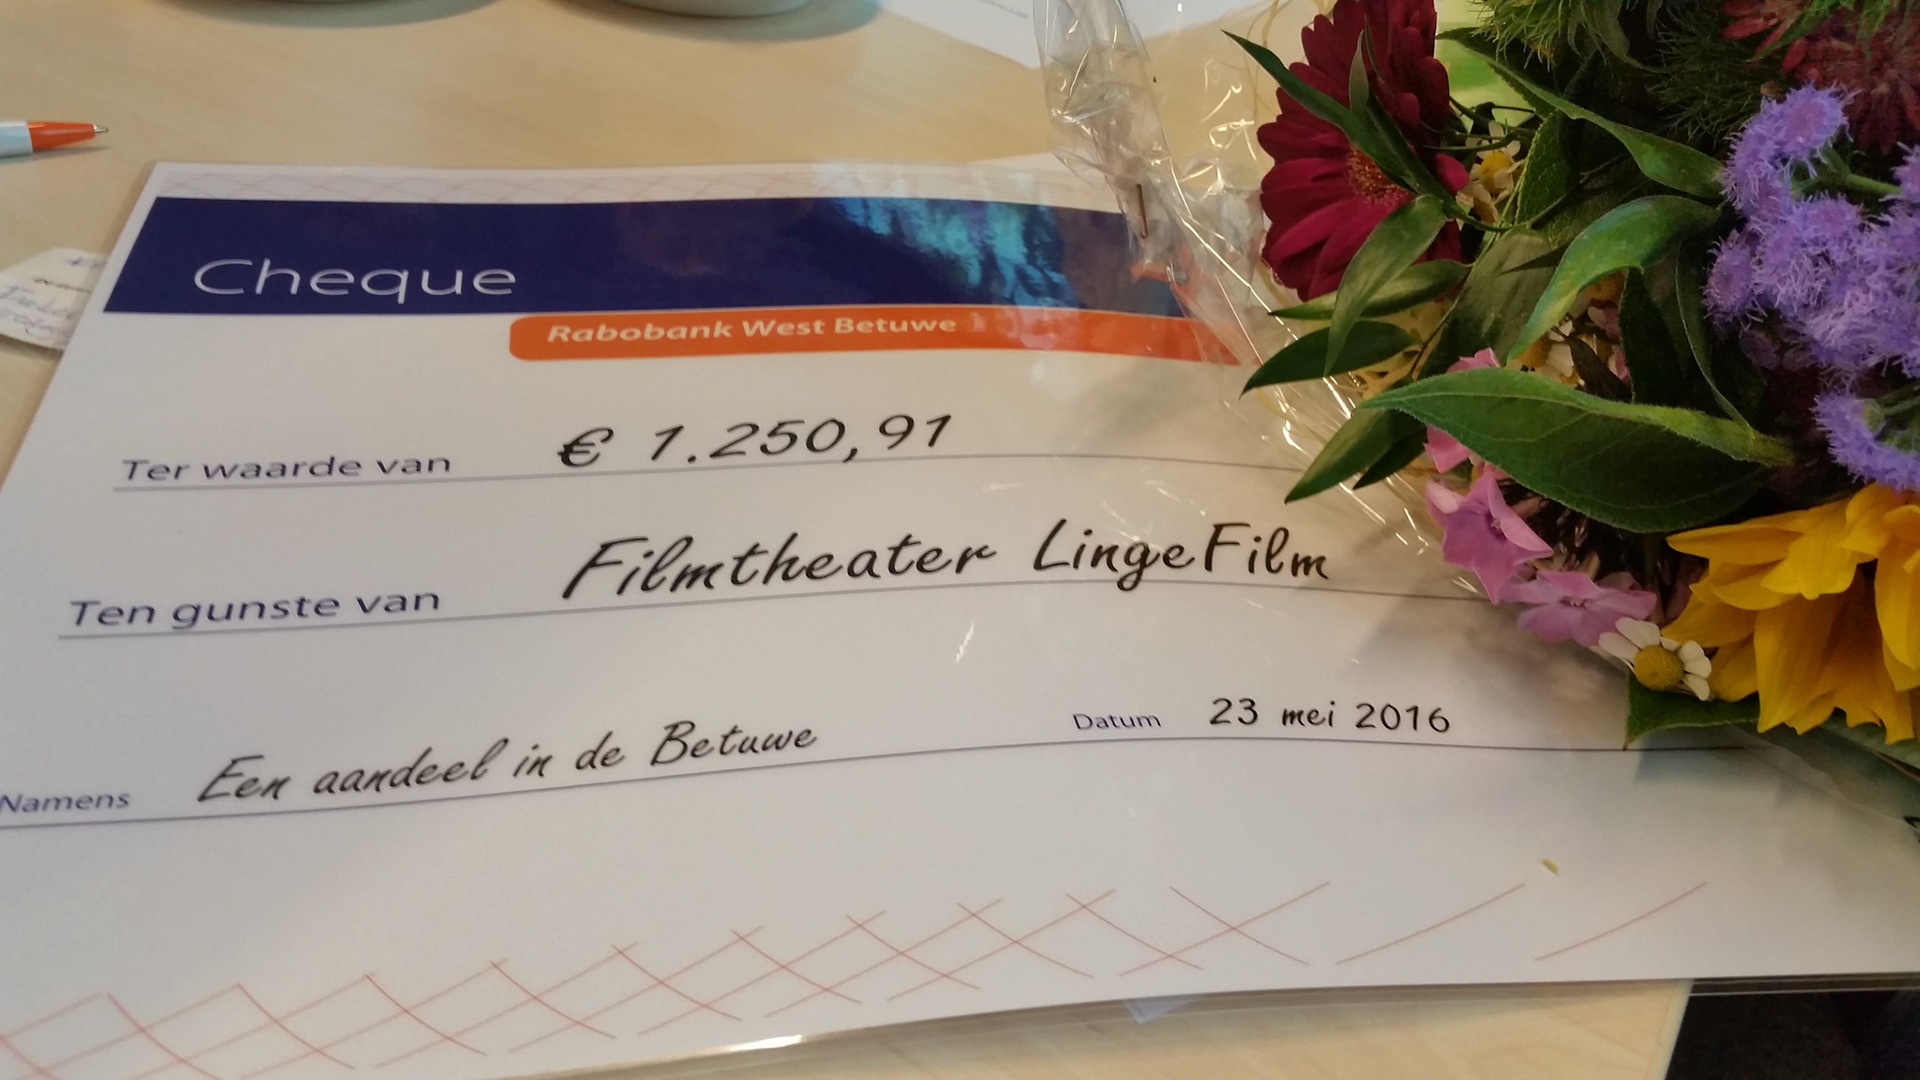 Cheque
Rabobank West Betuwe
Ter waarde van € 1.250,91
Ten gunste van Filmtheater LingeFilm
Datum 23 mei 2016
Namens Een aandeel in de Betuwe